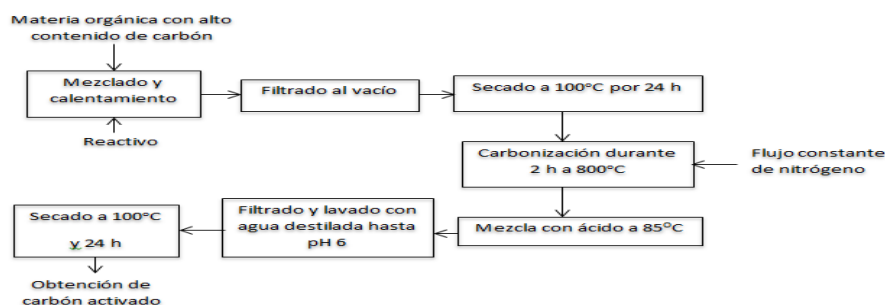 Materia orgánica con alto
contenido de carbón
Mezclado y
calentamiento
Reactivo
Filtrado al vacío
Secado a 100°C por 24 h
Carbonización durante
2 h a 800°C
Flujo constante
de nitrógeno
Mezcla con ácido a 85°C
Filtrado y lavado con
agua destilada hasta
pH 6
Secado a 100°C
y 24 h
Obtención de
carbón activado